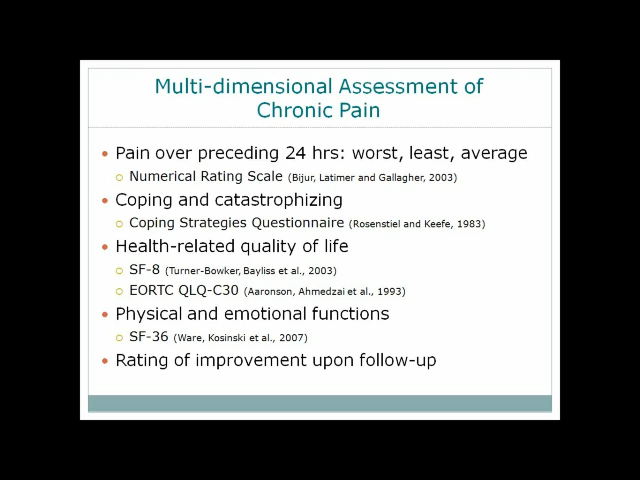 Multi-dimensional Assessment of
Chronic Pain
• Pain over preceding 24 hrs: worst, least, average
○ Numerical Rating Scale (Bijur, Latimer and Gallagher, 2003)
• Coping and catastrophizing
○ Coping Strategies Questionnaire (Rosenstiel and Keefe, 1983)
• Health-related quality of life
○ SF-8 (Turner-Bowker, Bayliss et al., 2003)
○ EORTC QLQ-C30 (Aaronson, Ahmedzai et al., 1993)
• Physical and emotional functions
○ SF-36 (Ware, Kosinski et al., 2007)
• Rating of improvement upon follow-up